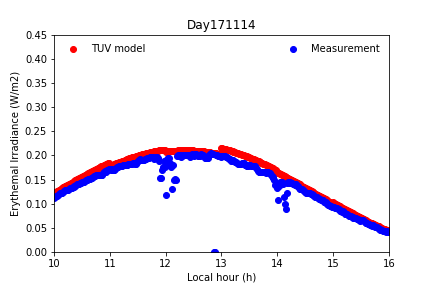 Day171114
0.45
0.40
0.35
0.30
0.25
0.20
0.15
0.10
0.05
0.00
Erythemal Irradiance (W/m2)
TUV model
Measurement
10 11 12 13 14 15 16
Local hour (h)